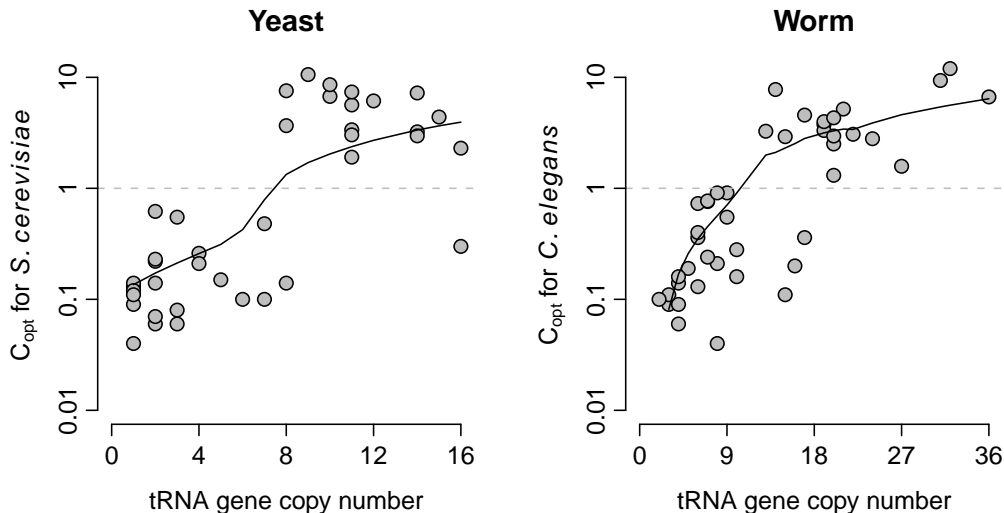 Yeast
C_opt for S. cerevisiae
10
1
0.1
0.01
0 4 8 12 16
tRNA gene copy number
Worm
C_opt for C. elegans
10
1
0.1
0.01
0 9 18 27 36
tRNA gene copy number